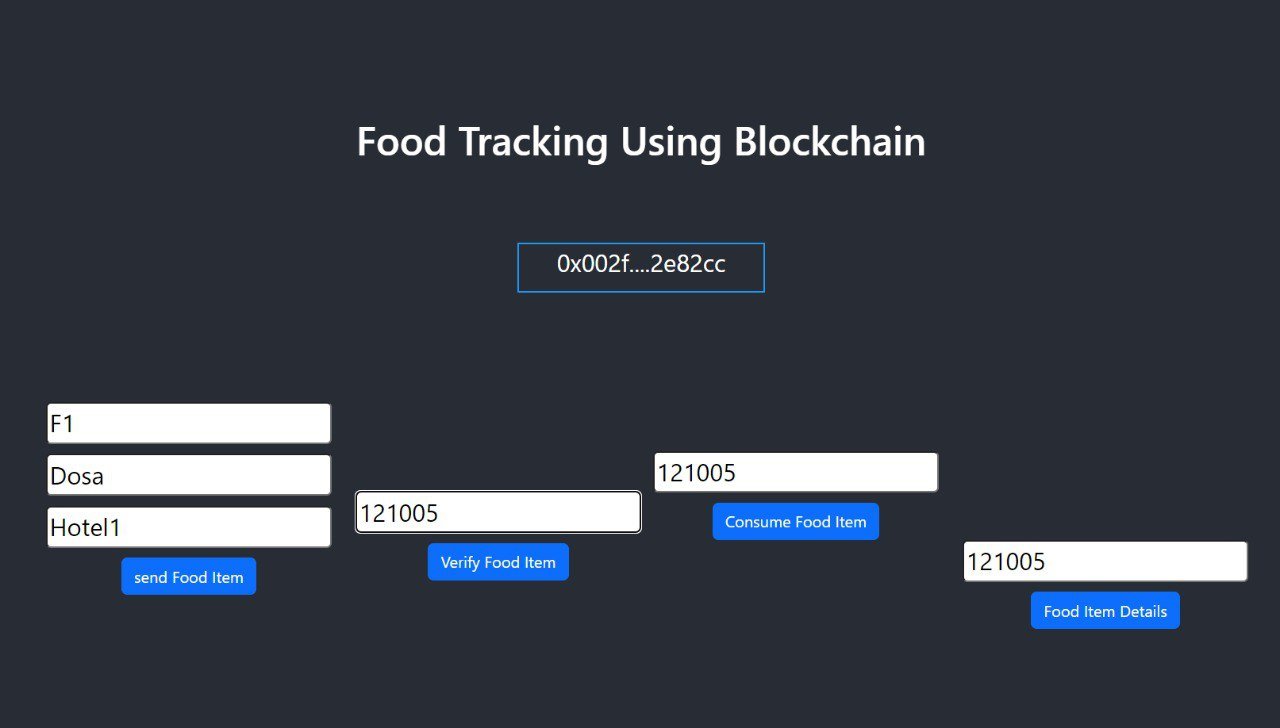 Food Tracking Using Blockchain
0x002f....2e82cc
F1
Dosa
Hotel1
send Food Item
121005
Verify Food Item
121005
Consume Food Item
121005
Food Item Details